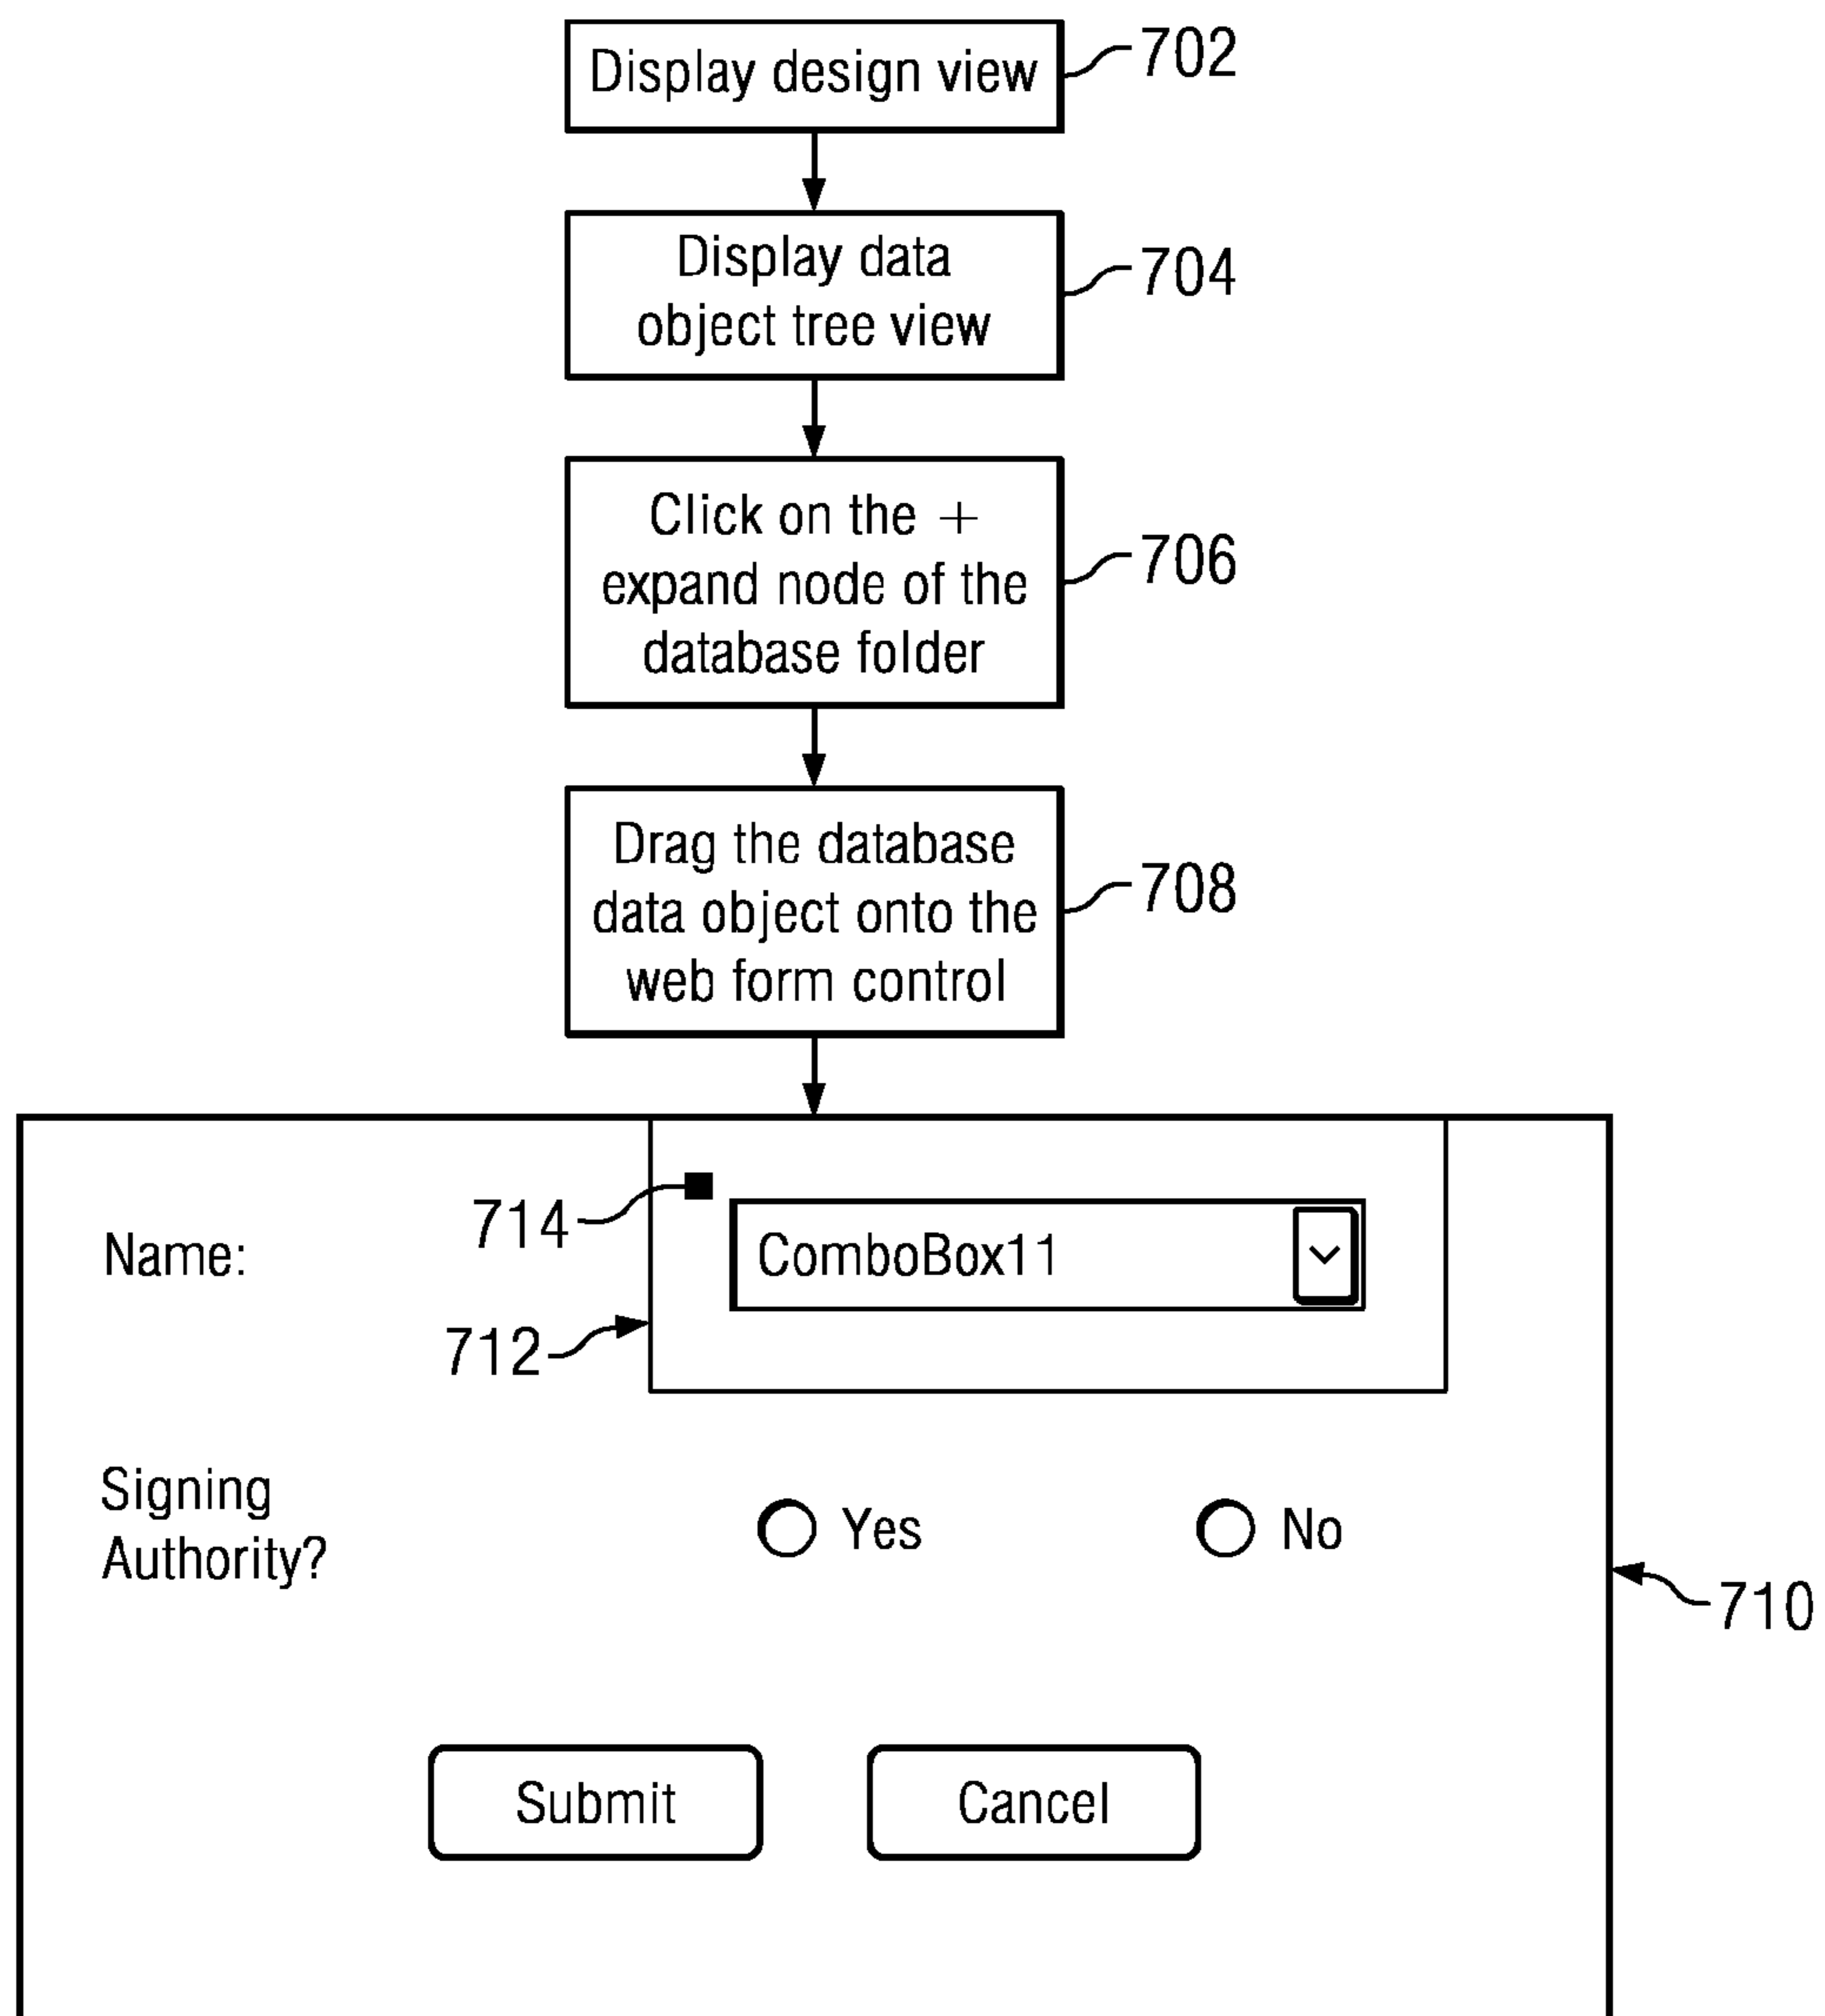 Display design view
702
Display data
object tree view
704
Click on the +
expand node of the
database folder
706
Drag the database
data object onto the
web form control
708
714
Name:
ComboBox11
712
Signing
Authority?
Yes
No
710
Submit
Cancel